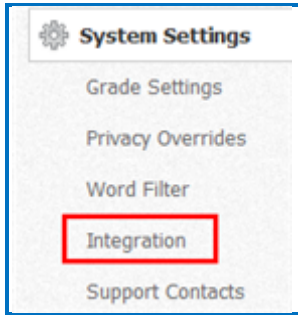 System Settings
Grade Settings
Privacy Overrides
Word Filter
Integration
Support Contacts